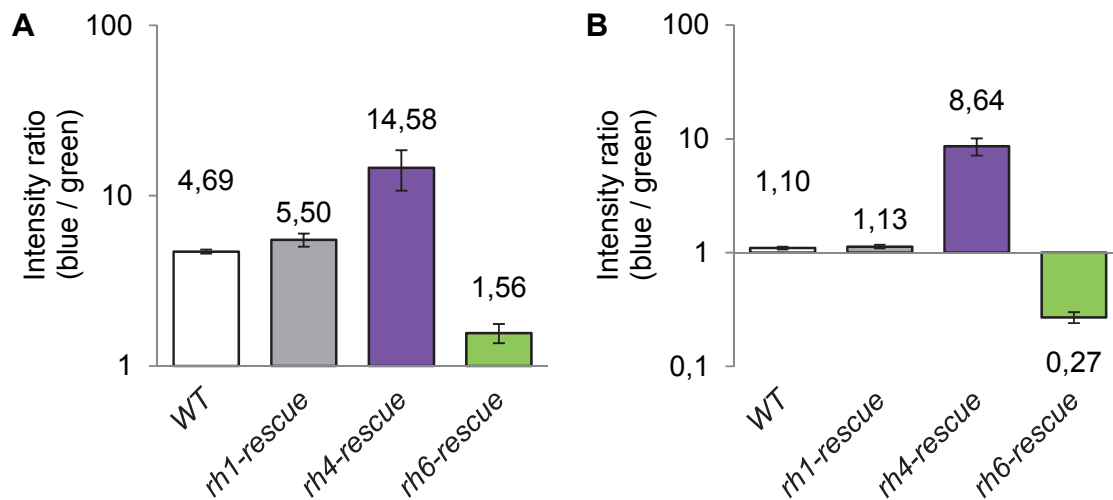 A
Intensity ratio
(blue / green)
100
10
1
4,69
5,50
14,58
1,56
WT
rh1-rescue
rh4-rescue
rh6-rescue
B
Intensity ratio
(blue / green)
100
10
1
0,1
1,10
1,13
8,64
0,27
WT
rh1-rescue
rh4-rescue
rh6-rescue